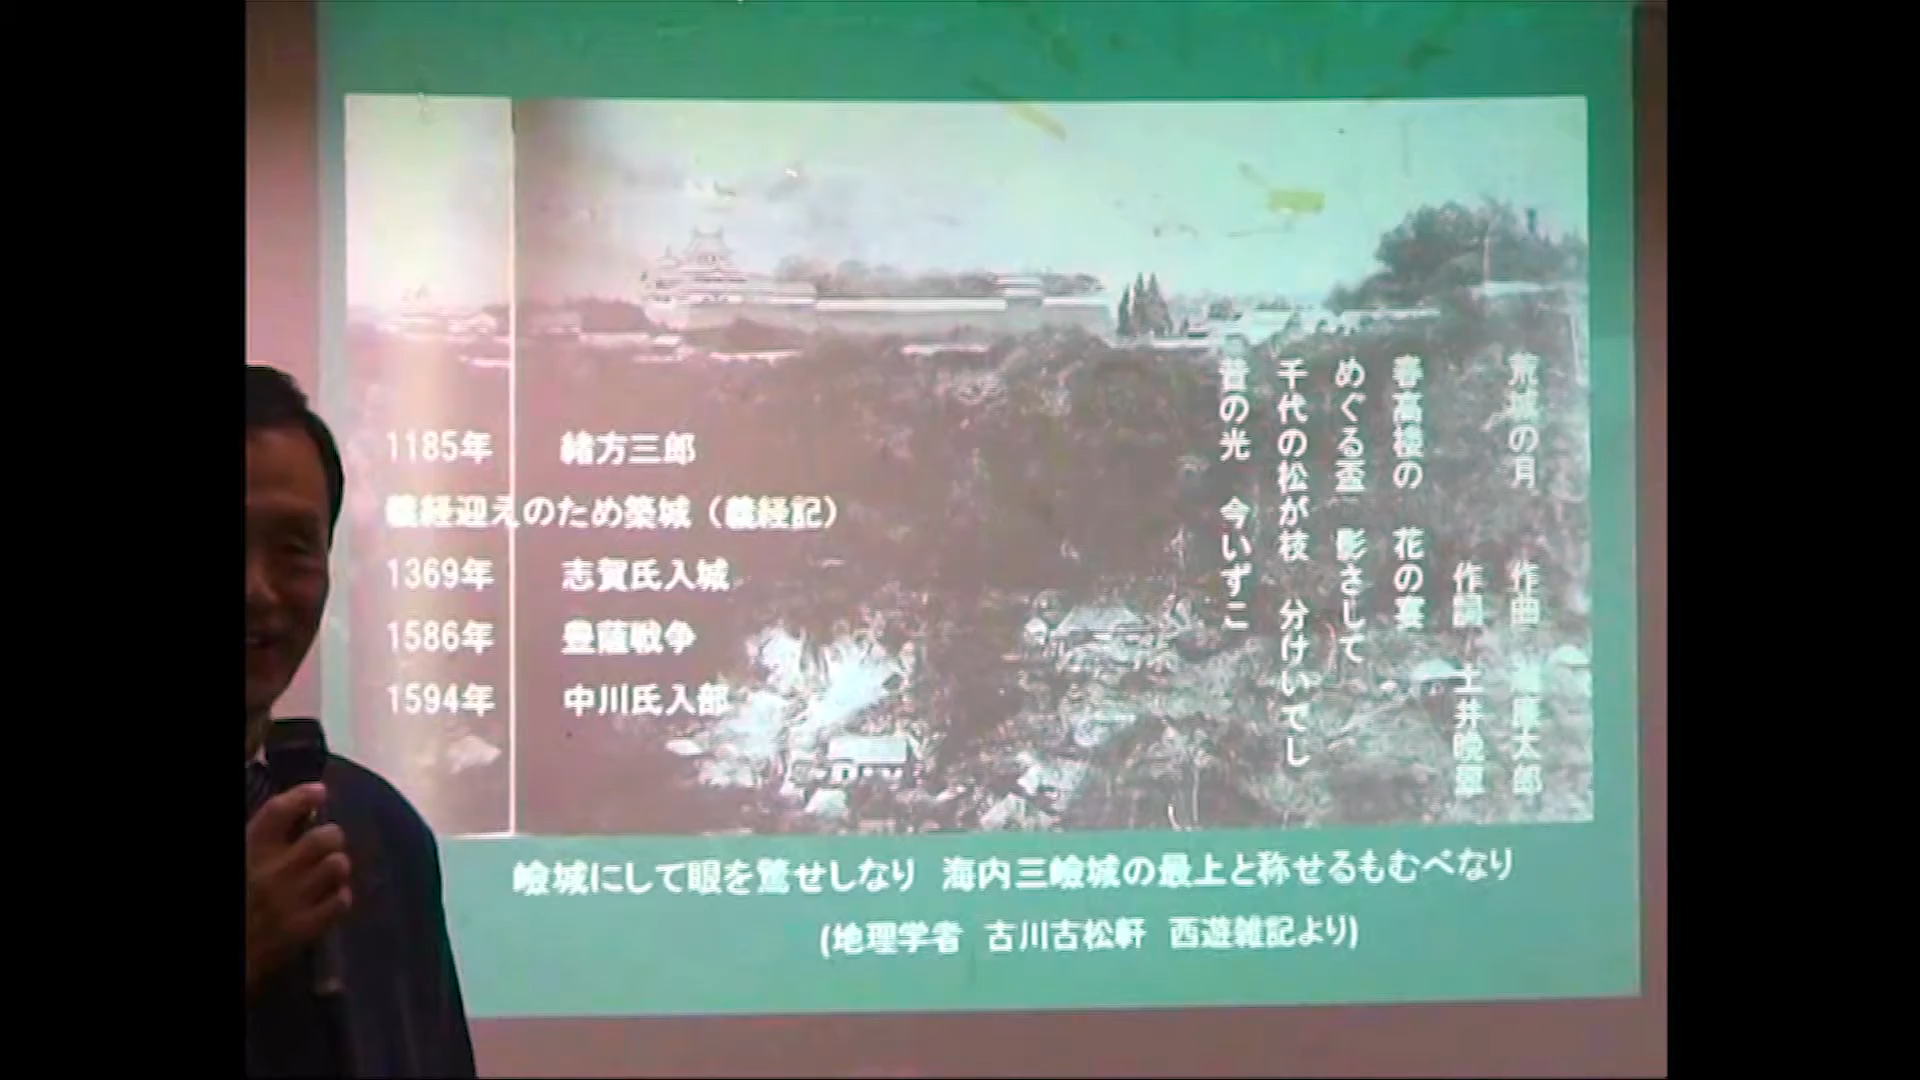 1185年 緒方三郎
義経迎えのため築城（義経記）
1369年 志賀氏入城
1586年 豊薩戦争
1594年 中川氏入部
荒城の月 作曲 廉太郎
作詞 土井晩翠
春高楼の 花の宴
めぐる盃 影さして
千代の松が枝 分けいでし
昔の光 今いずこ
嶮城にして眼を驚せしなり 海内三嶮城の最上と称せるもむべなり
(地理学者 古川古松軒 西遊雑記より)